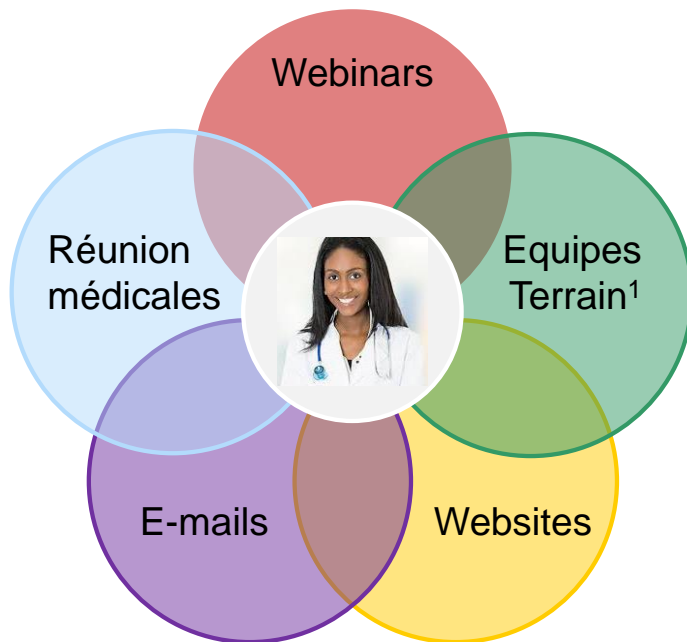 Webinars
Réunion
médicales
Equipes
Terrain¹
E-mails
Websites